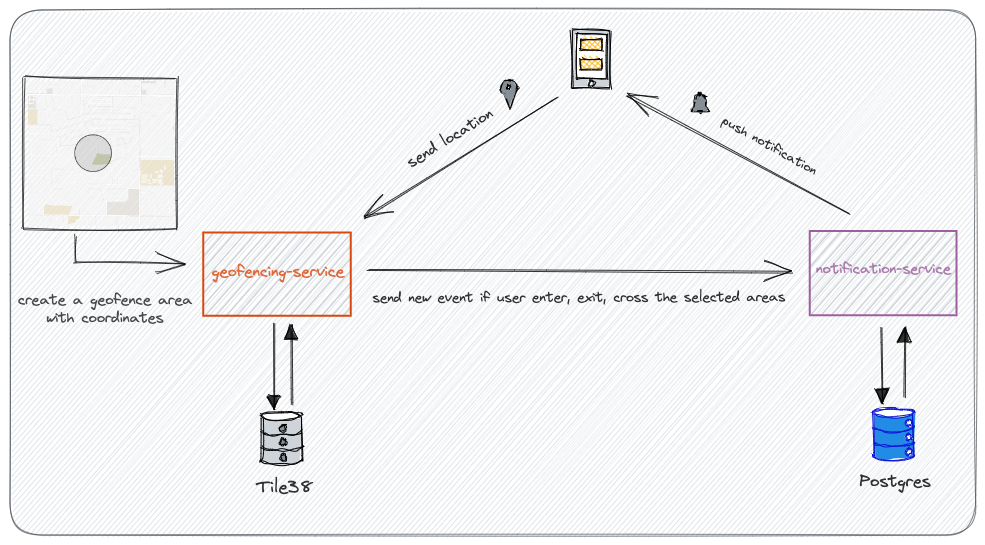 send location
push notification
geofencing-service
notification-service
create a geofence area
with coordinates
send new event if user enter, exit, cross the selected areas
Tile38
Postgres